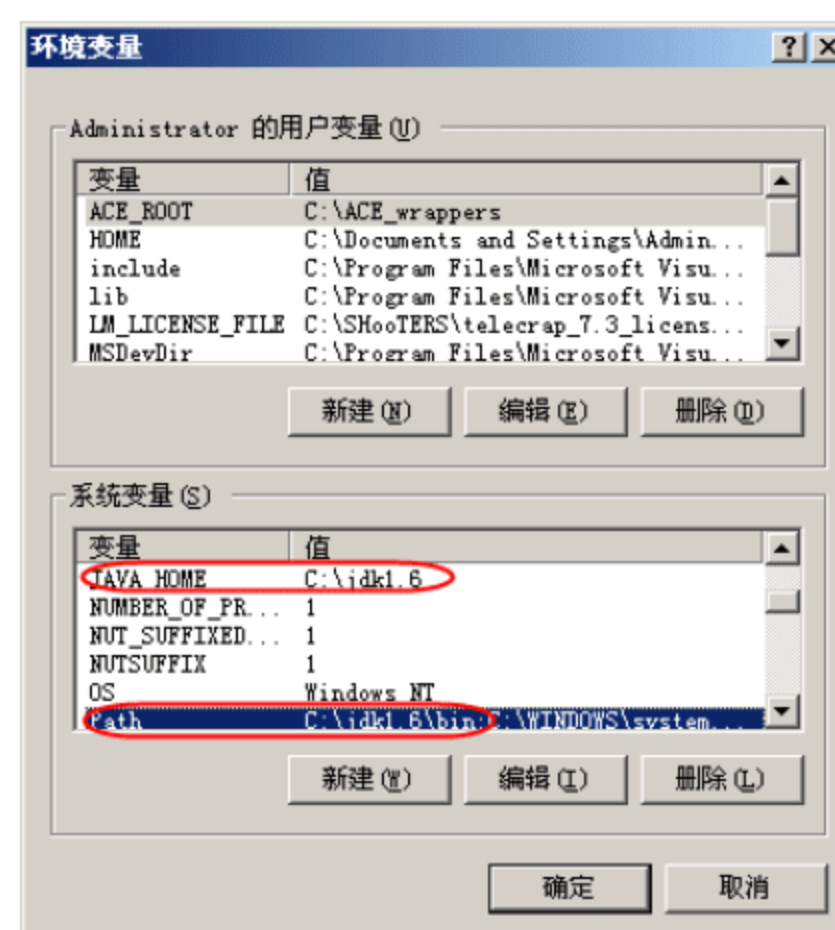 环境变量
Administrator 的用户变量(U)
变量 值
ACE_ROOT C:\ACE_wrappers
HOME C:\Documents and Settings\Admin...
include C:\Program Files\Microsoft Visu...
lib C:\Program Files\Microsoft Visu...
LM_LICENSE_FILE C:\SHooTERS\telecrap_7.3_licens...
MSDevDir C:\Program Files\Microsoft Visu...
新建(N) 编辑(E) 删除(D)
系统变量(S)
变量 值
JAVA_HOME C:\jdk1.6
NUMBER_OF_PR... 1
NUT_SUFFIXED... 1
NUTSUFFIX 1
OS Windows_NT
Path C:\jdk1.6\bin;C:\WINDOWS\system...
新建(W) 编辑(I) 删除(L)
确定 取消